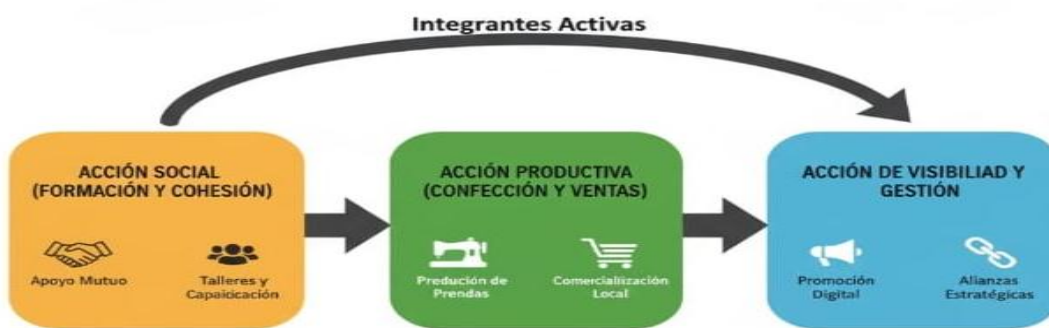 Integrantes Activas
ACCIÓN SOCIAL
(FORMACIÓN Y COHESIÓN)
Apoyo Mutuo
Talleres y
Capaicicación
ACCIÓN PRODUCTIVA
(CONFECCIÓN Y VENTAS)
Predución de
Prendas
Comercialiización
Local
ACCIÓN DE VISIBILIAD Y
GESTIÓN
Promoción
Digital
Alianzas
Estratégicas